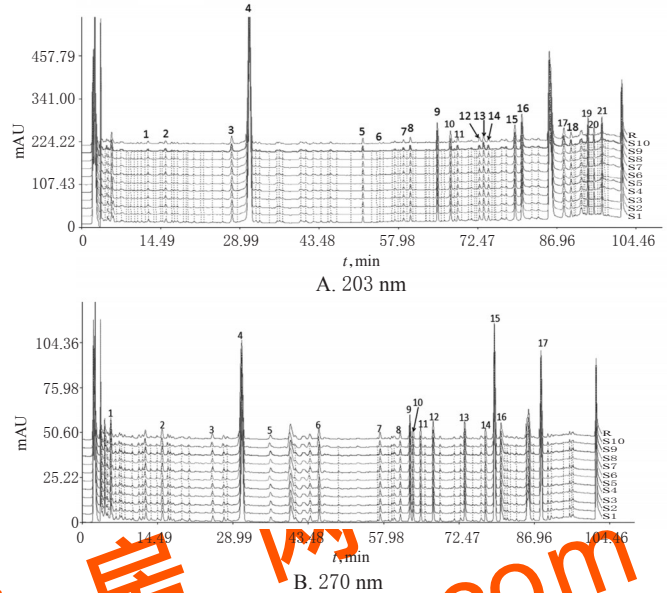 4
457.79
341.00
224.22
107.43
0
mAU
1 2 3 5 6 7 8 9 10 11 12 13 14 15 16 17 18 19 20 21
R
S10
S9
S8
S7
S6
S5
S4
S3
S2
S1
0 14.49 28.99 43.48 57.98 72.47 86.96 104.46
t, min
A. 203 nm
104.36
75.98
50.60
25.22
0
mAU
1 2 3 4 5 6 7 8 9 10 11 12 13 14 15 16 17
R
S10
S9
S8
S7
S6
S5
S4
S3
S2
S1
0 14.49 28.99 43.48 57.98 72.47 86.96 104.46
t, min
B. 270 nm
网
com